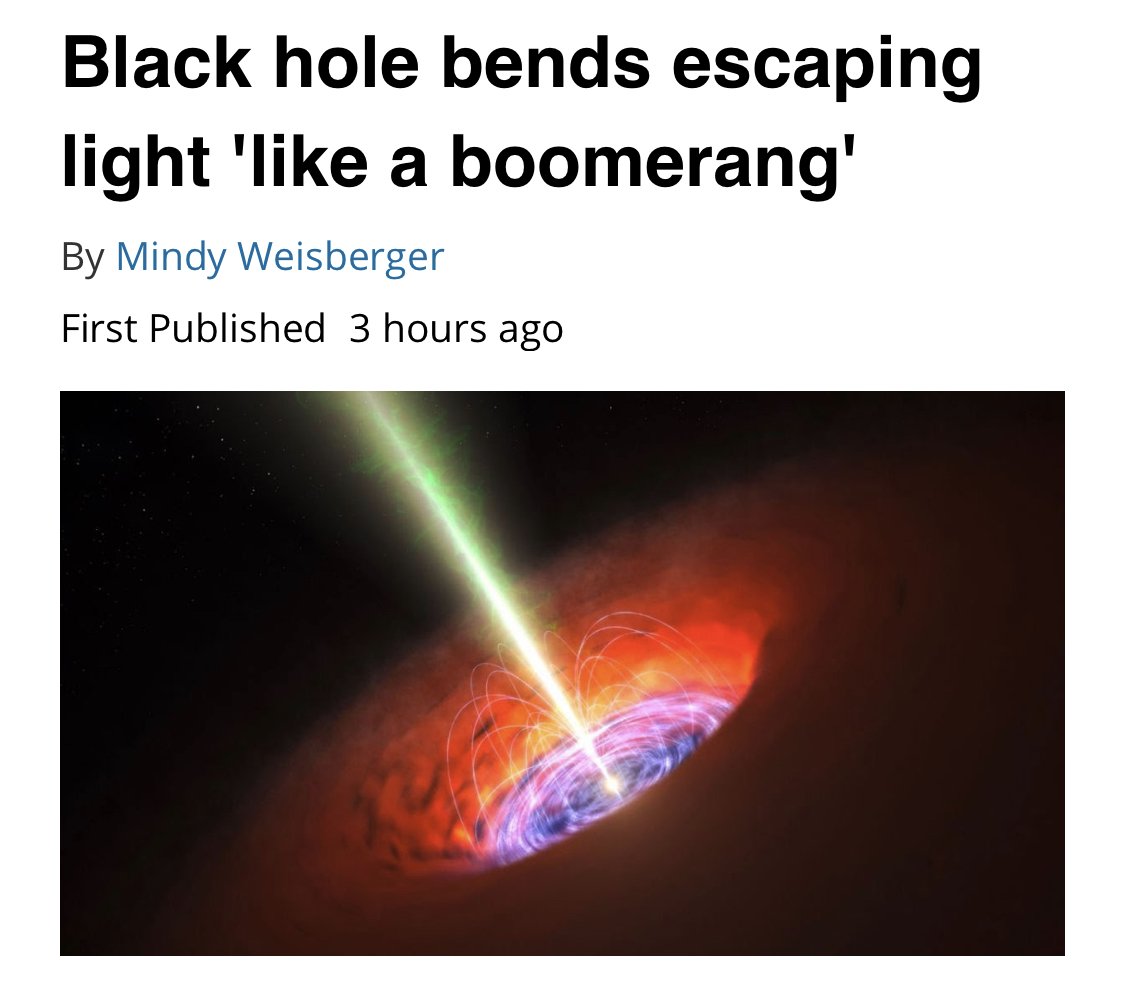 Black hole bends escaping
light 'like a boomerang'
By Mindy Weisberger
First Published 3 hours ago